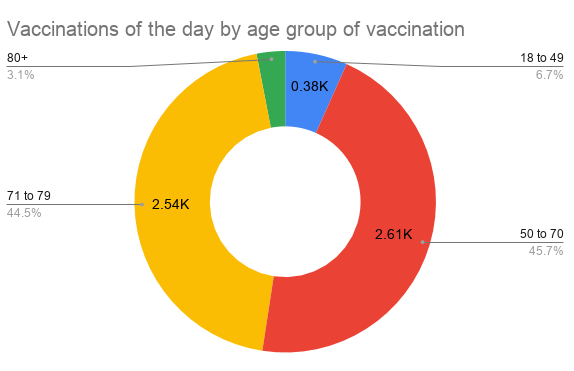 Vaccinations of the day by age group of vaccination
80+
3.1%
18 to 49
6.7%
0.38K
71 to 79
44.5%
2.54K
2.61K
50 to 70
45.7%